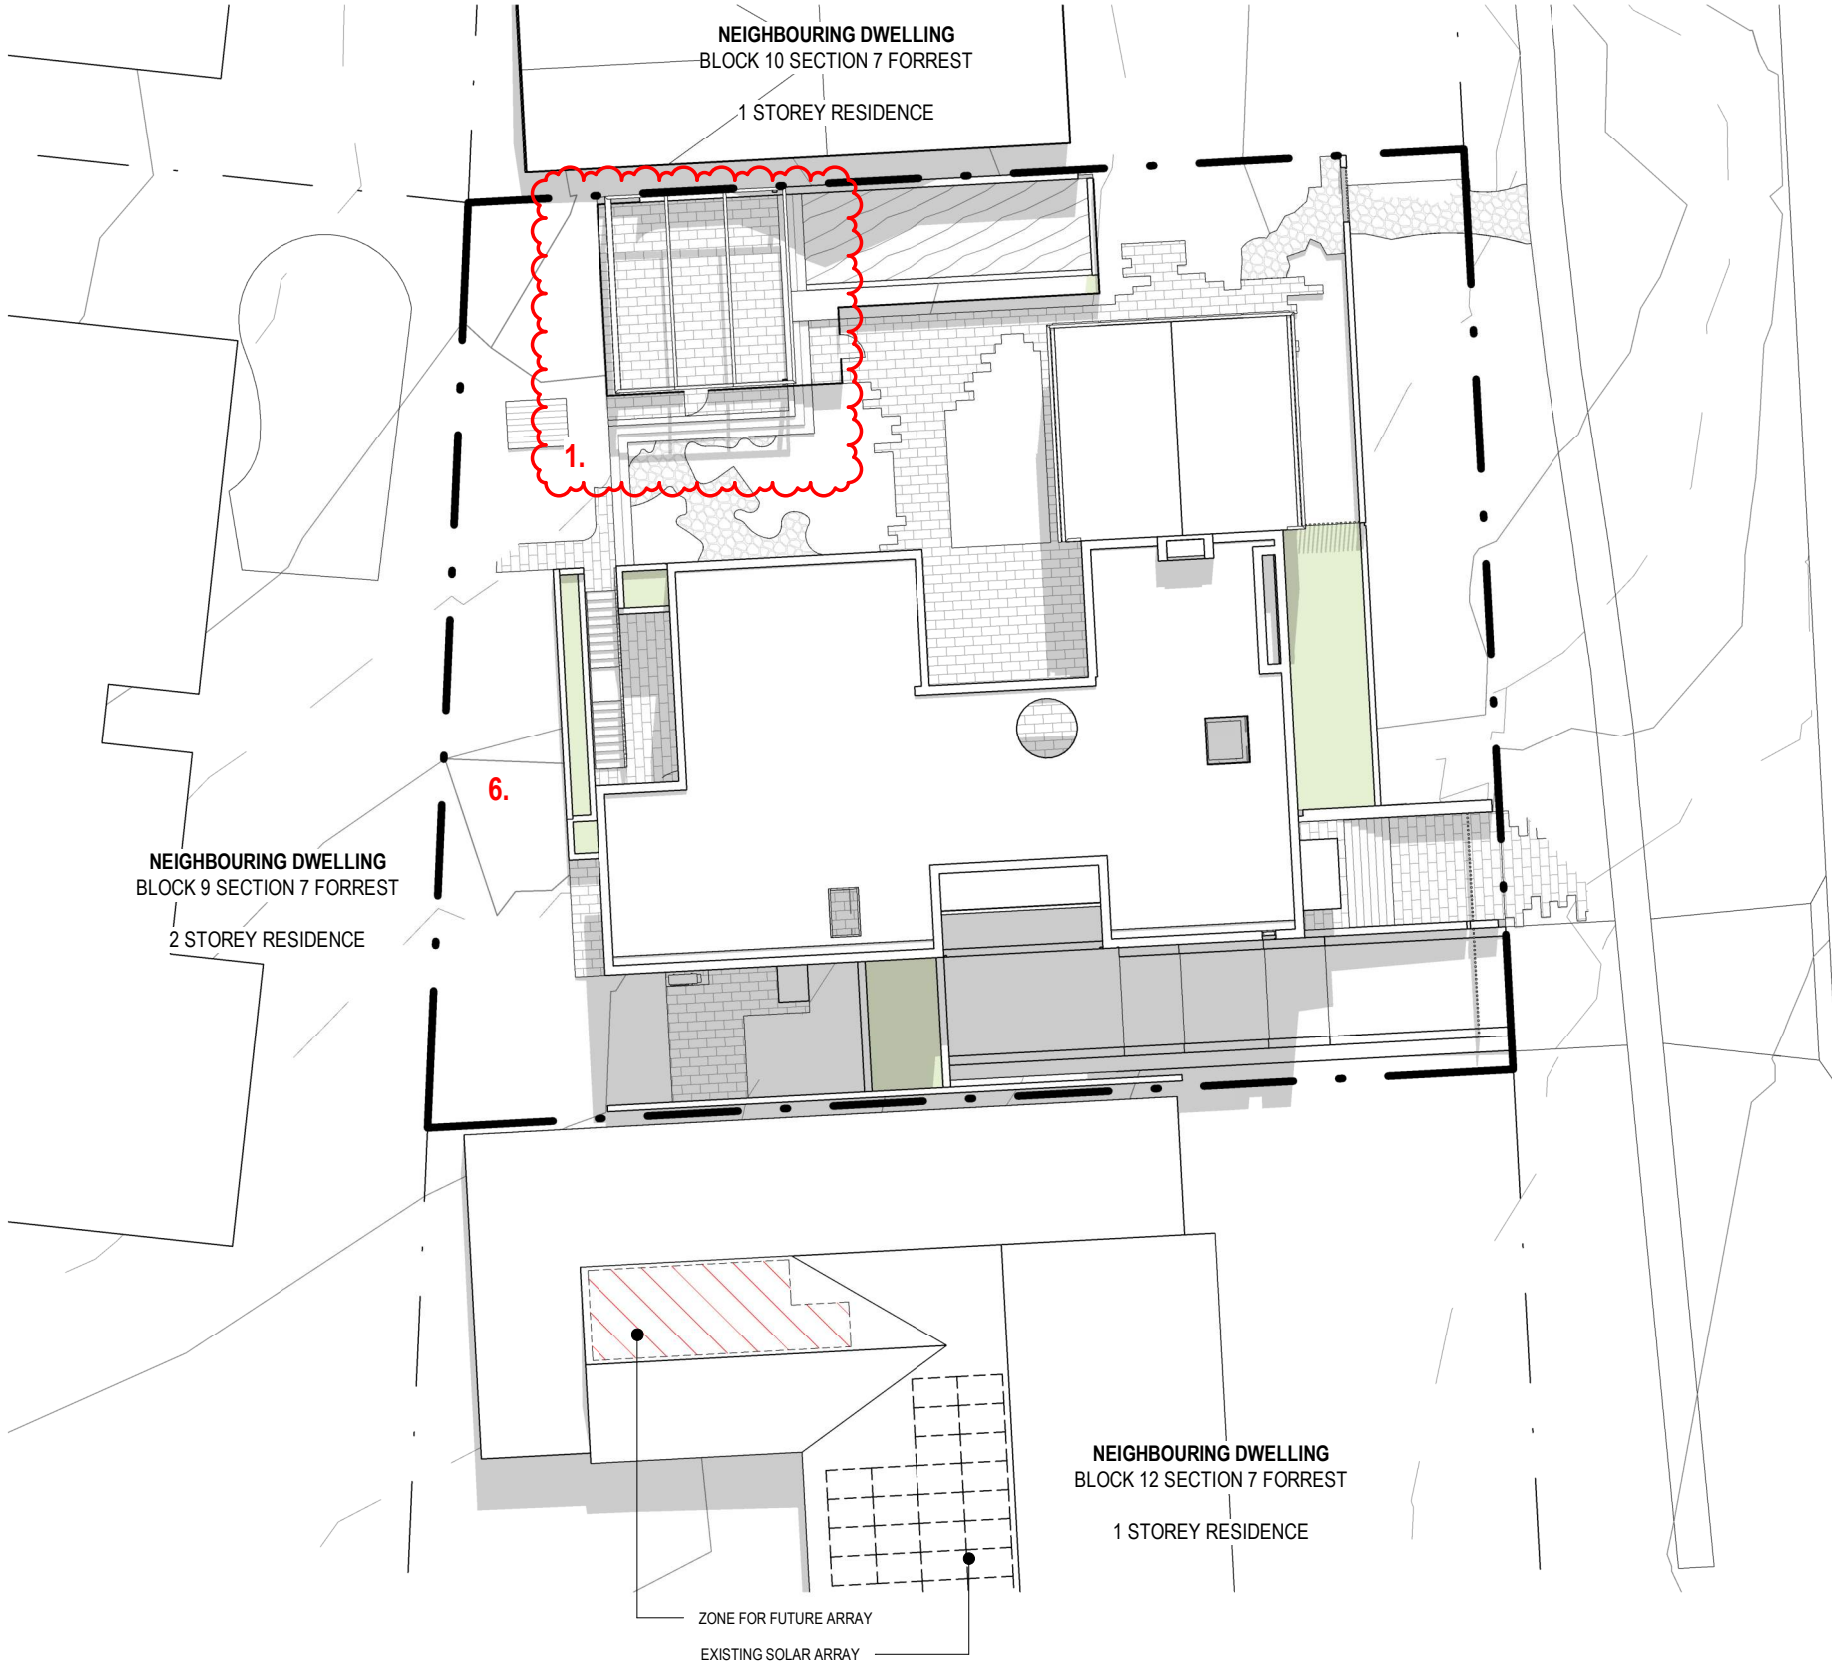 NEIGHBOURING DWELLING
BLOCK 10 SECTION 7 FORREST
1 STOREY RESIDENCE
1.
6.
NEIGHBOURING DWELLING
BLOCK 9 SECTION 7 FORREST
2 STOREY RESIDENCE
NEIGHBOURING DWELLING
BLOCK 12 SECTION 7 FORREST
1 STOREY RESIDENCE
ZONE FOR FUTURE ARRAY
EXISTING SOLAR ARRAY